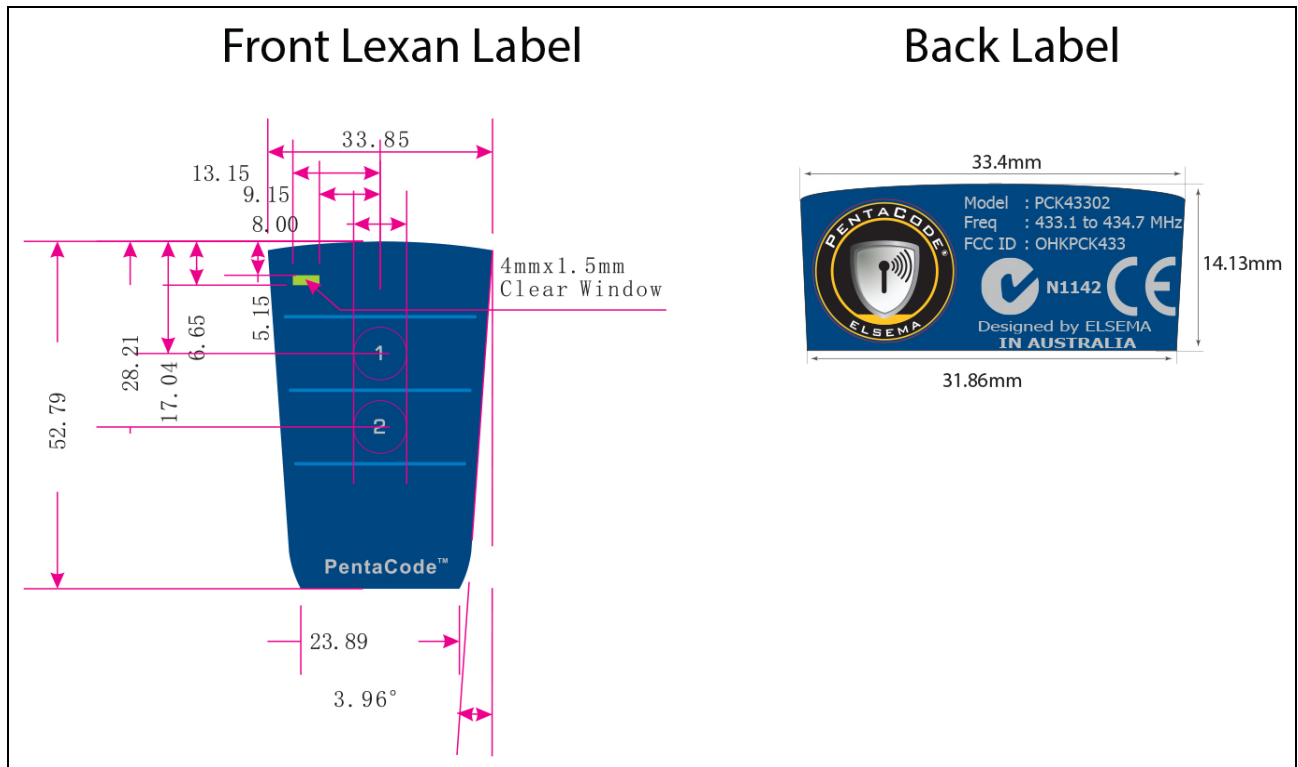 Front Lexan Label
33.85
13.15
9.15
8.00
4mmx1.5mm
Clear Window
5.15
6.65
28.21
17.04
52.79
1
2
PentaCode™
23.89
3.96°
Back Label
33.4mm
PENTACODE®
ELSEMA
Model : PCK43302
Freq : 433.1 to 434.7 MHz
FCC ID : OHKPCK433
N1142 CE
Designed by ELSEMA
IN AUSTRALIA
14.13mm
31.86mm